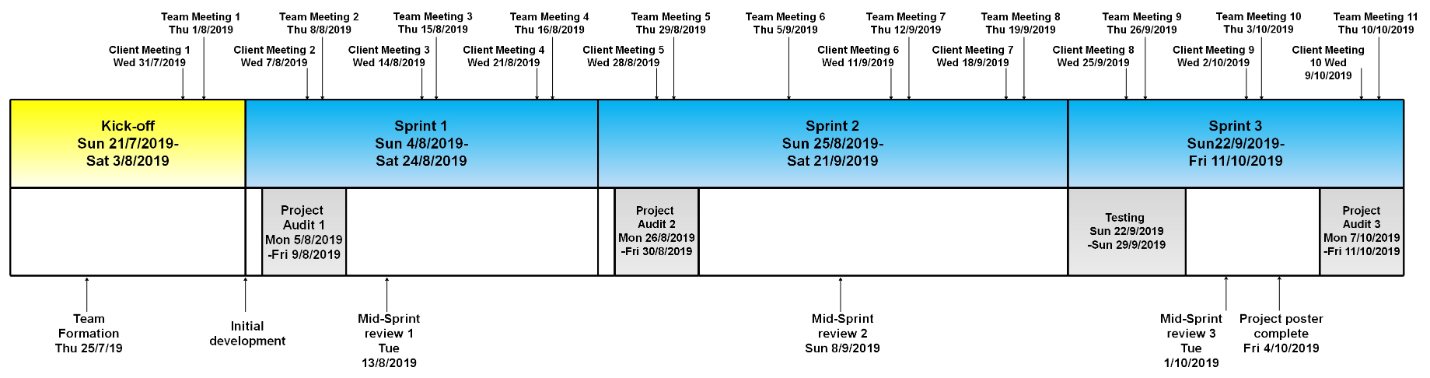 Team Meeting 1
Thu 1/8/2019
Team Meeting 2
Thu 8/8/2019
Team Meeting 3
Thu 15/8/2019
Team Meeting 4
Thu 16/8/2019
Team Meeting 5
Thu 29/8/2019
Team Meeting 6
Thu 5/9/2019
Team Meeting 7
Thu 12/9/2019
Team Meeting 8
Thu 19/9/2019
Team Meeting 9
Thu 26/9/2019
Team Meeting 10
Thu 3/10/2019
Team Meeting 11
Thu 10/10/2019
Client Meeting 1
Wed 31/7/2019
Client Meeting 2
Wed 7/8/2019
Client Meeting 3
Wed 14/8/2019
Client Meeting 4
Wed 21/8/2019
Client Meeting 5
Wed 28/8/2019
Client Meeting 6
Wed 11/9/2019
Client Meeting 7
Wed 18/9/2019
Client Meeting 8
Wed 25/9/2019
Client Meeting 9
Wed 2/10/2019
Client Meeting
10 Wed
9/10/2019
Kick-off
Sun 21/7/2019-
Sat 3/8/2019
Sprint 1
Sun 4/8/2019-
Sat 24/8/2019
Sprint 2
Sun 25/8/2019-
Sat 21/9/2019
Sprint 3
Sun22/9/2019-
Fri 11/10/2019
Project
Audit 1
Mon 5/8/2019
-Fri 9/8/2019
Project
Audit 2
Mon 26/8/2019
-Fri 30/8/2019
Testing
Sun 22/9/2019
-Sun 29/9/2019
Project
Audit 3
Mon 7/10/2019
-Fri 11/10/2019
Team
Formation
Thu 25/7/19
Initial
development
Mid-Sprint
review 1
Tue
13/8/2019
Mid-Sprint
review 2
Sun 8/9/2019
Mid-Sprint
review 3
Tue
1/10/2019
Project poster
complete
Fri 4/10/2019